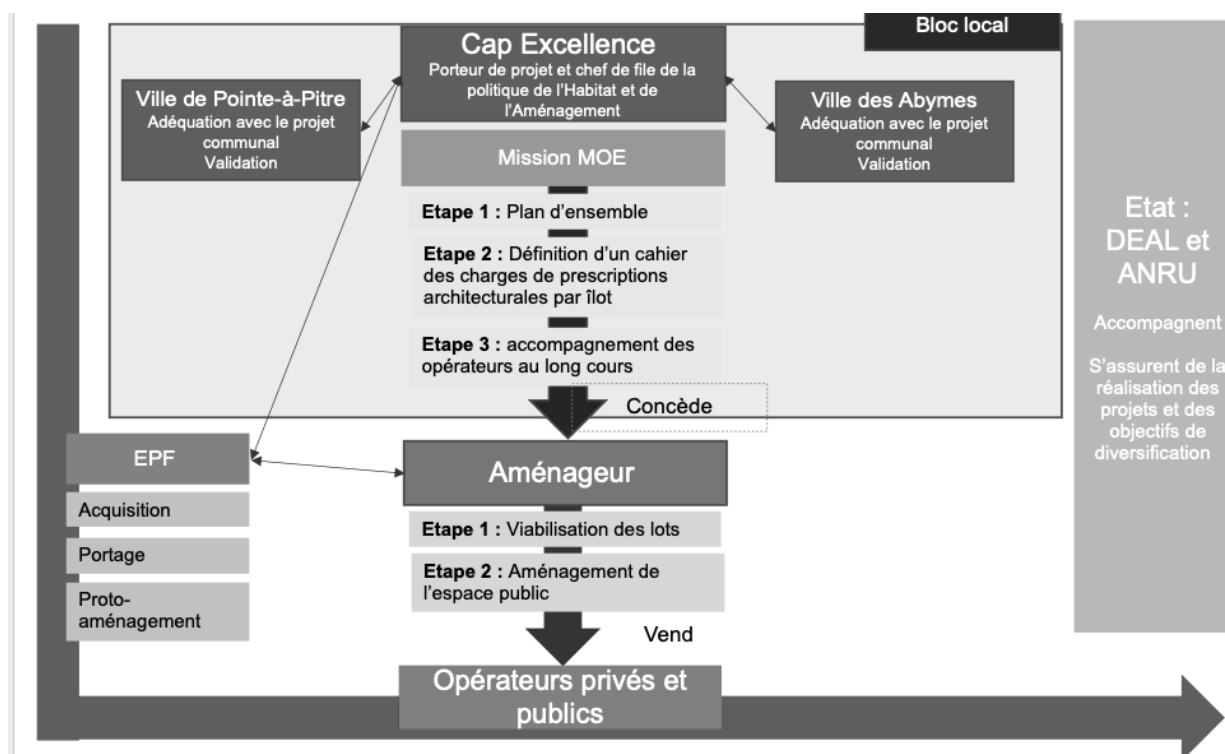 Bloc local
Cap Excellence
Porteur de projet et chef de file de la
politique de l'Habitat et de
l'Aménagement
Ville de Pointe-à-Pitre
Adéquation avec le projet
communal
Validation
Ville des Abymes
Adéquation avec le projet
communal
Validation
Mission MOE
Etape 1 : Plan d'ensemble
Etape 2 : Définition d'un cahier
des charges de prescriptions
architecturales par îlot
Etape 3 : accompagnement des
opérateurs au long cours
Concède
Etat :
DEAL et
ANRU
Accompagnent
S'assurent de la
réalisation des
projets et des
objectifs de
diversification
EPF
Acquisition
Portage
Proto-
aménagement
Aménageur
Etape 1 : Viabilisation des lots
Etape 2 : Aménagement de
l'espace public
Vend
Opérateurs privés et
publics